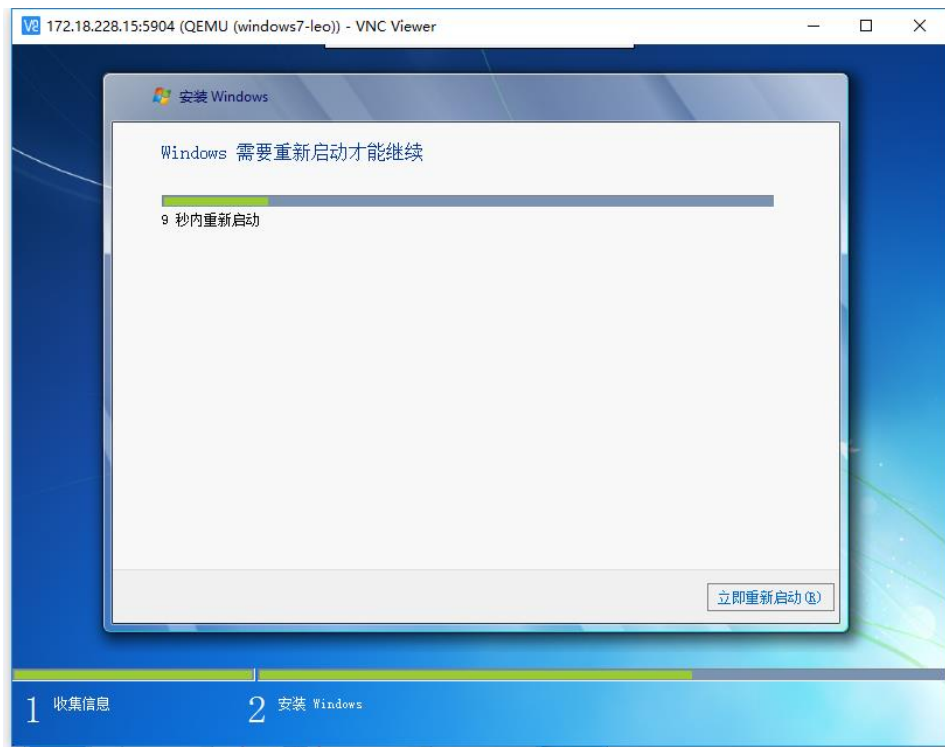 172.18.228.15:5904 (QEMU (windows7-leo)) - VNC Viewer
安装 Windows
Windows 需要重新启动才能继续
9 秒内重新启动
立即重新启动(R)
1 收集信息
2 安装 Windows